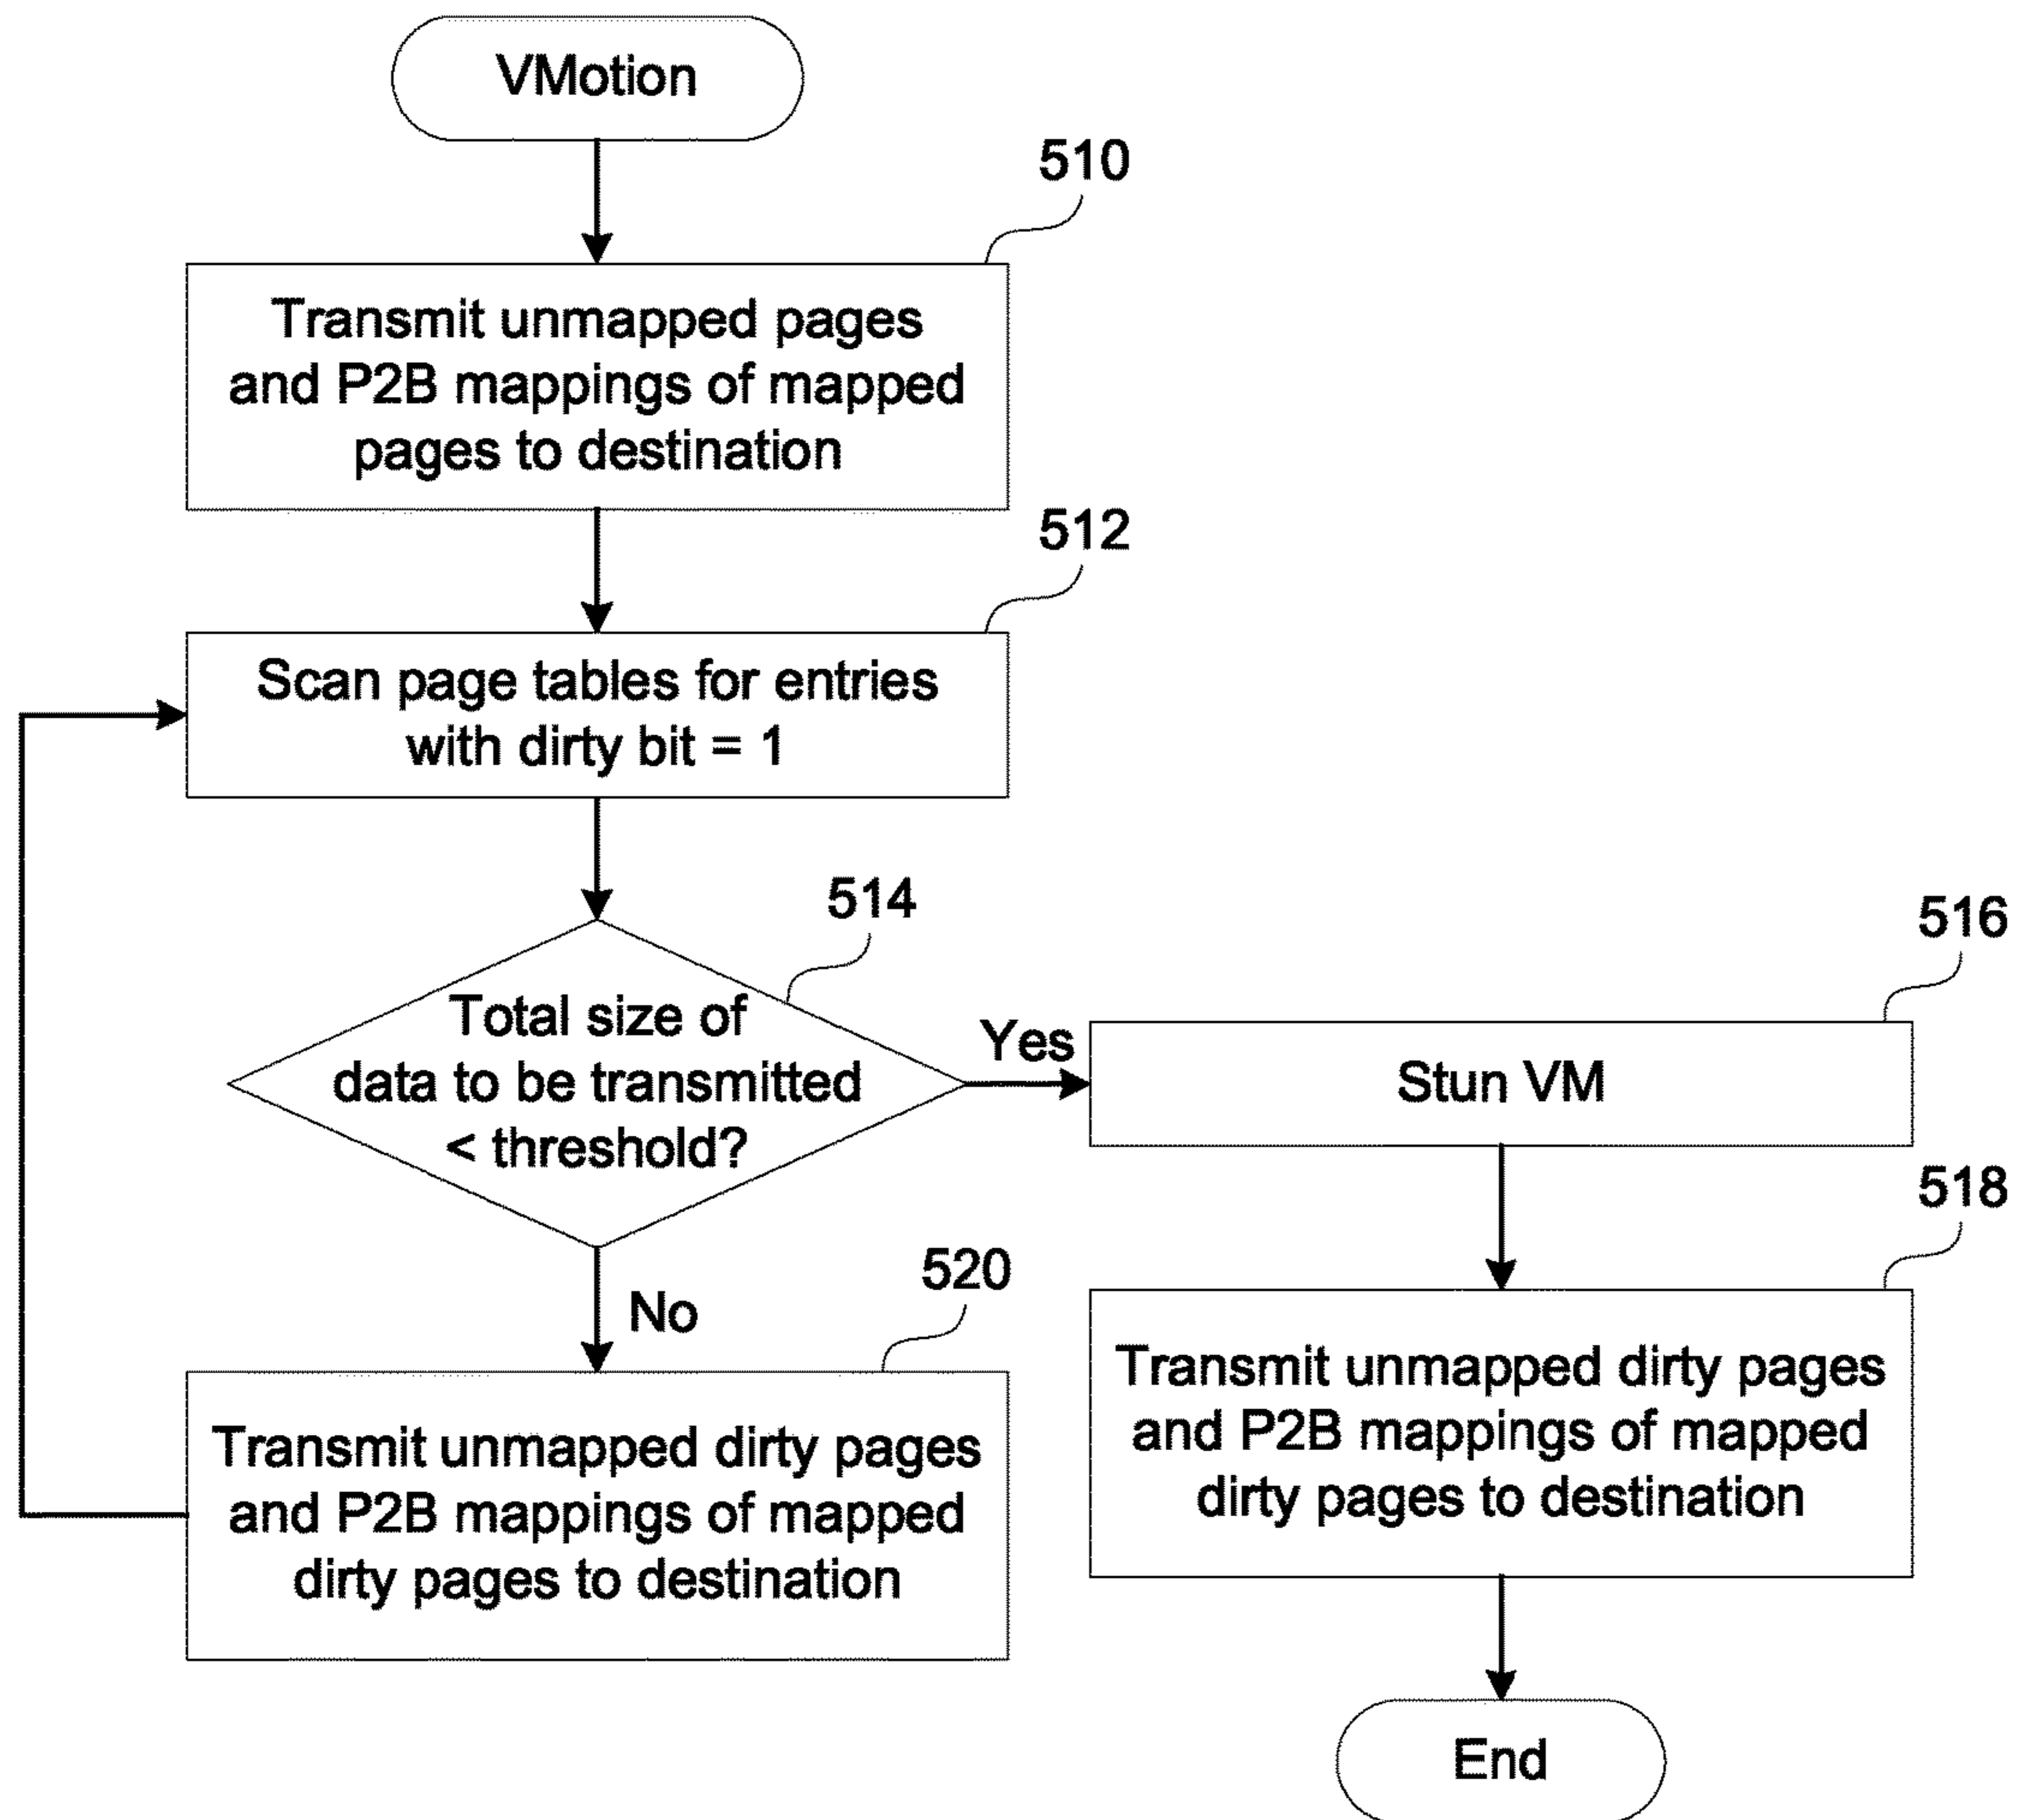 VMotion
510
Transmit unmapped pages
and P2B mappings of mapped
pages to destination
512
Scan page tables for entries
with dirty bit = 1
514
Total size of
data to be transmitted
< threshold?
Yes
516
Stun VM
518
Transmit unmapped dirty pages
and P2B mappings of mapped
dirty pages to destination
No
520
Transmit unmapped dirty pages
and P2B mappings of mapped
dirty pages to destination
End